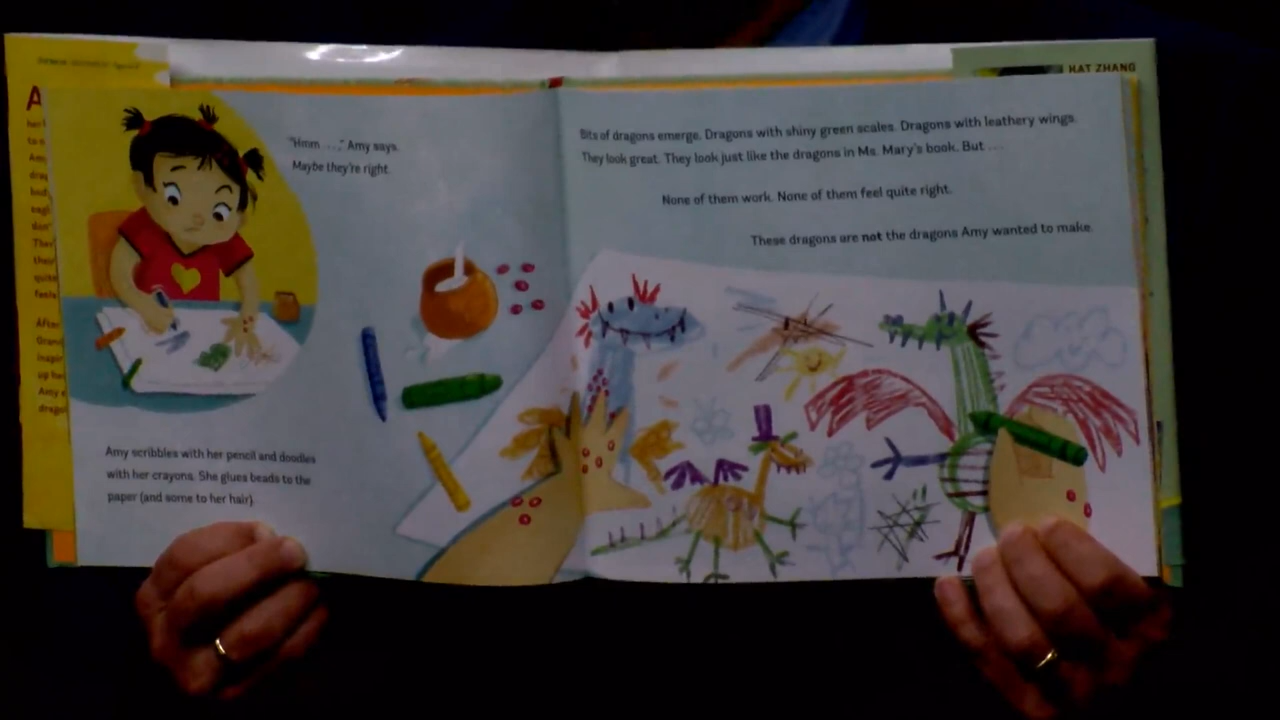 KAT ZHANG
"Hmm . . . ," Amy says.
Maybe they're right.
Amy scribbles with her pencil and doodles
with her crayons. She glues beads to the
paper (and some to her hair).
Bits of dragons emerge. Dragons with shiny green scales. Dragons with leathery wings.
They look great. They look just like the dragons in Ms. Mary's book. But . . .
None of them work. None of them feel quite right.
These dragons are not the dragons Amy wanted to make.